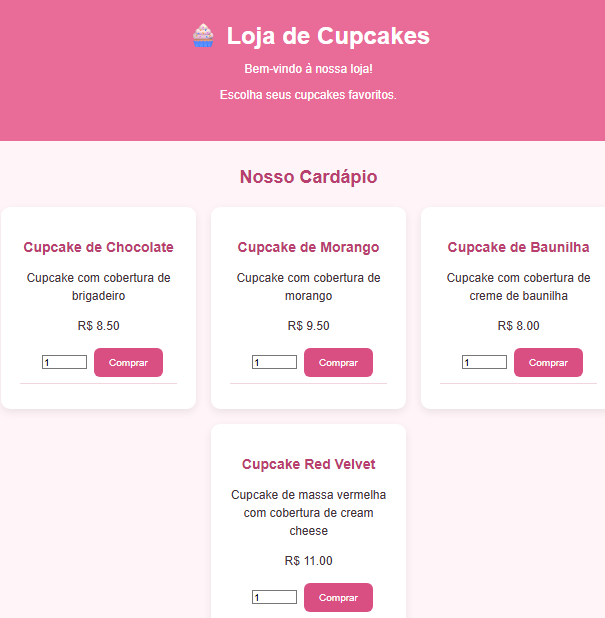 Loja de Cupcakes
Bem-vindo à nossa loja!
Escolha seus cupcakes favoritos.
Nosso Cardápio
Cupcake de Chocolate
Cupcake com cobertura de
brigadeiro
R$ 8.50
1
Comprar
Cupcake de Morango
Cupcake com cobertura de
morango
R$ 9.50
1
Comprar
Cupcake de Baunilha
Cupcake com cobertura de
creme de baunilha
R$ 8.00
1
Comprar
Cupcake Red Velvet
Cupcake de massa vermelha
com cobertura de cream
cheese
R$ 11.00
1
Comprar